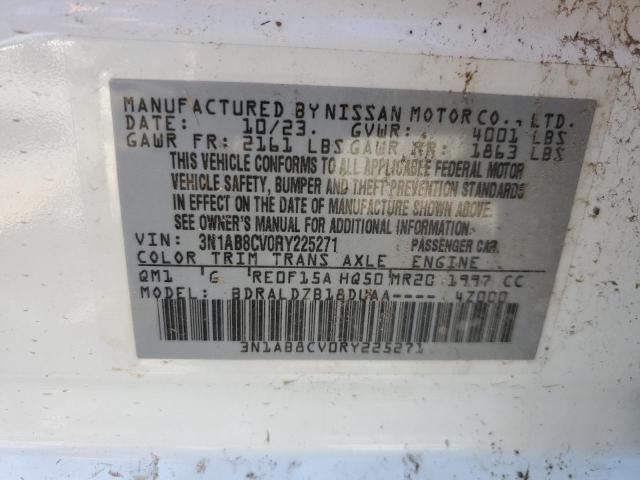 MANUFACTURED BY NISSAN MOTOR CO., LTD.
DATE: 10/23. GVWR: 4001 LBS
GAWR FR: 2161 LBS GAWR RR: 1863 LBS
THIS VEHICLE CONFORMS TO ALL APPLICABLE FEDERAL MOTOR
VEHICLE SAFETY, BUMPER AND THEFT PREVENTION STANDARDS
IN EFFECT ON THE DATE OF MANUFACTURE SHOWN ABOVE.
SEE OWNER'S MANUAL FOR ADDITIONAL INFORMATION.
VIN: 3N1AB8CV0RY225271 PASSENGER CAR
COLOR TRIM TRANS AXLE ENGINE
QM1 G RE0F15A HQ50 MR20 1997 CC
MODEL: BDRALDZB18DUAA---- 4Z000
3N1AB8CV0RY225271